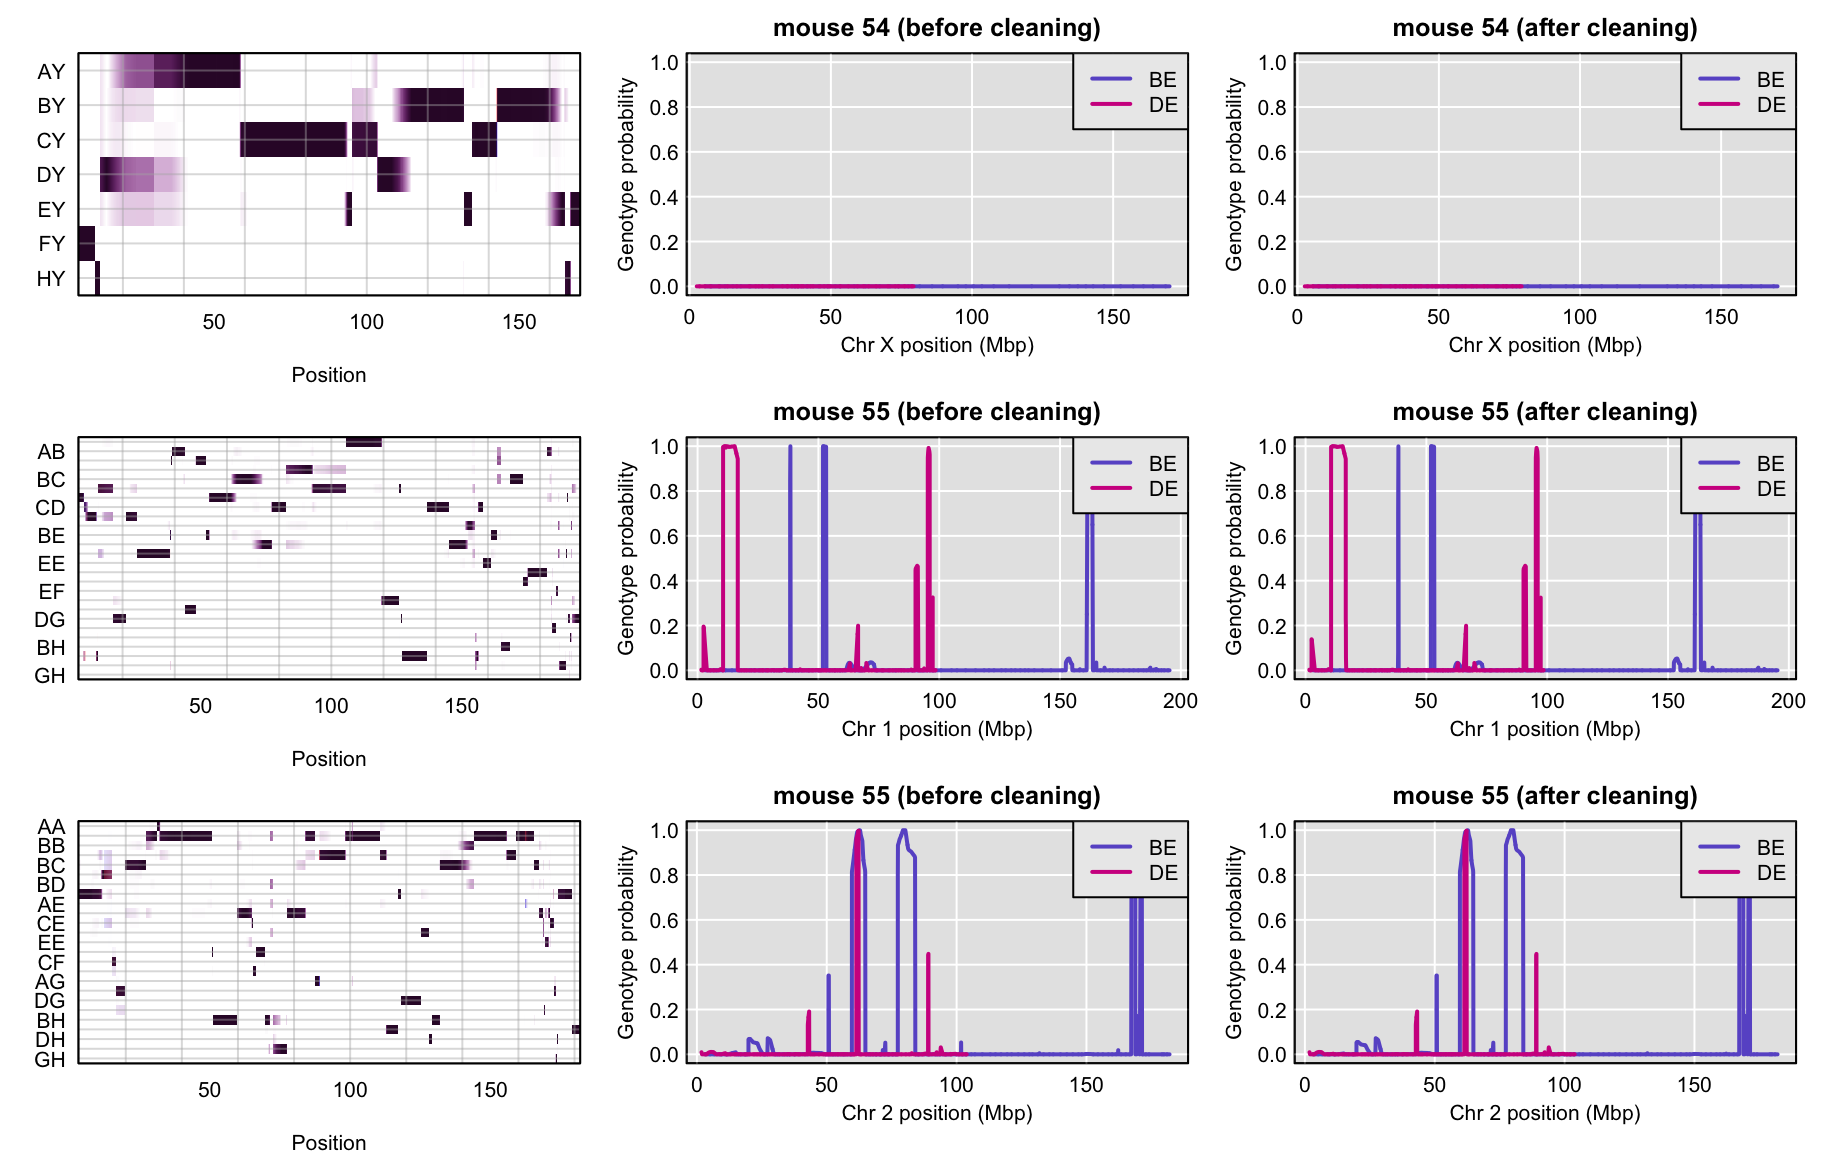 AY
BY
CY
DY
EY
FY
HY
50 100 150
Position
mouse 54 (before cleaning)
Genotype probability
1.0
0.8
0.6
0.4
0.2
0.0
BE
DE
0 50 100 150
Chr X position (Mbp)
mouse 54 (after cleaning)
Genotype probability
1.0
0.8
0.6
0.4
0.2
0.0
BE
DE
0 50 100 150
Chr X position (Mbp)
AB
BC
CD
BE
EE
EF
DG
BH
GH
50 100 150
Position
mouse 55 (before cleaning)
Genotype probability
1.0
0.8
0.6
0.4
0.2
0.0
BE
DE
0 50 100 150 200
Chr 1 position (Mbp)
mouse 55 (after cleaning)
Genotype probability
1.0
0.8
0.6
0.4
0.2
0.0
BE
DE
0 50 100 150 200
Chr 1 position (Mbp)
AA
BB
BC
BD
AE
CE
EE
CF
AG
DG
BH
DH
GH
50 100 150
Position
mouse 55 (before cleaning)
Genotype probability
1.0
0.8
0.6
0.4
0.2
0.0
BE
DE
0 50 100 150
Chr 2 position (Mbp)
mouse 55 (after cleaning)
Genotype probability
1.0
0.8
0.6
0.4
0.2
0.0
BE
DE
0 50 100 150
Chr 2 position (Mbp)